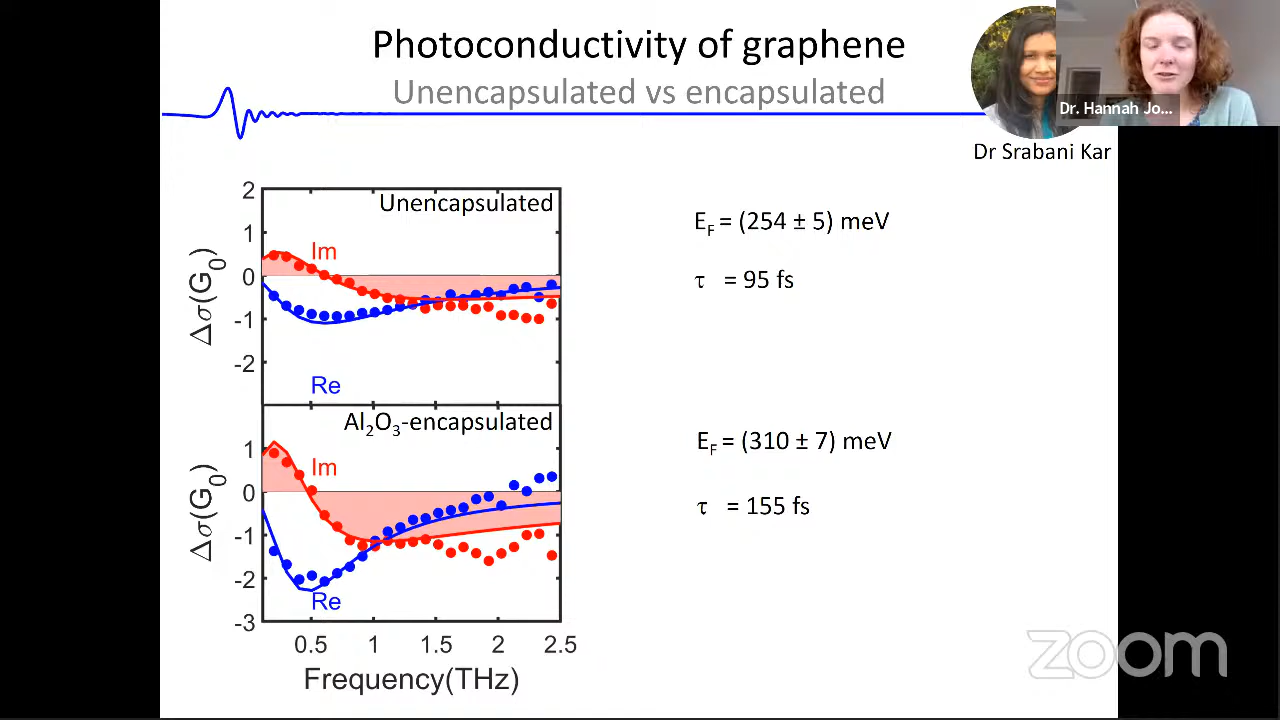 Photoconductivity of graphene
Unencapsulated vs encapsulated
Dr. Hannah Jo...
Dr Srabani Kar
2
1
0
-1
-2
Δσ(G₀)
Unencapsulated
Im
Re
E_F = (254 ± 5) meV
τ = 95 fs
1
0
-1
-2
-3
Δσ(G₀)
Al₂O₃-encapsulated
Im
Re
E_F = (310 ± 7) meV
τ = 155 fs
0.5 1 1.5 2 2.5
Frequency(THz)
zoom